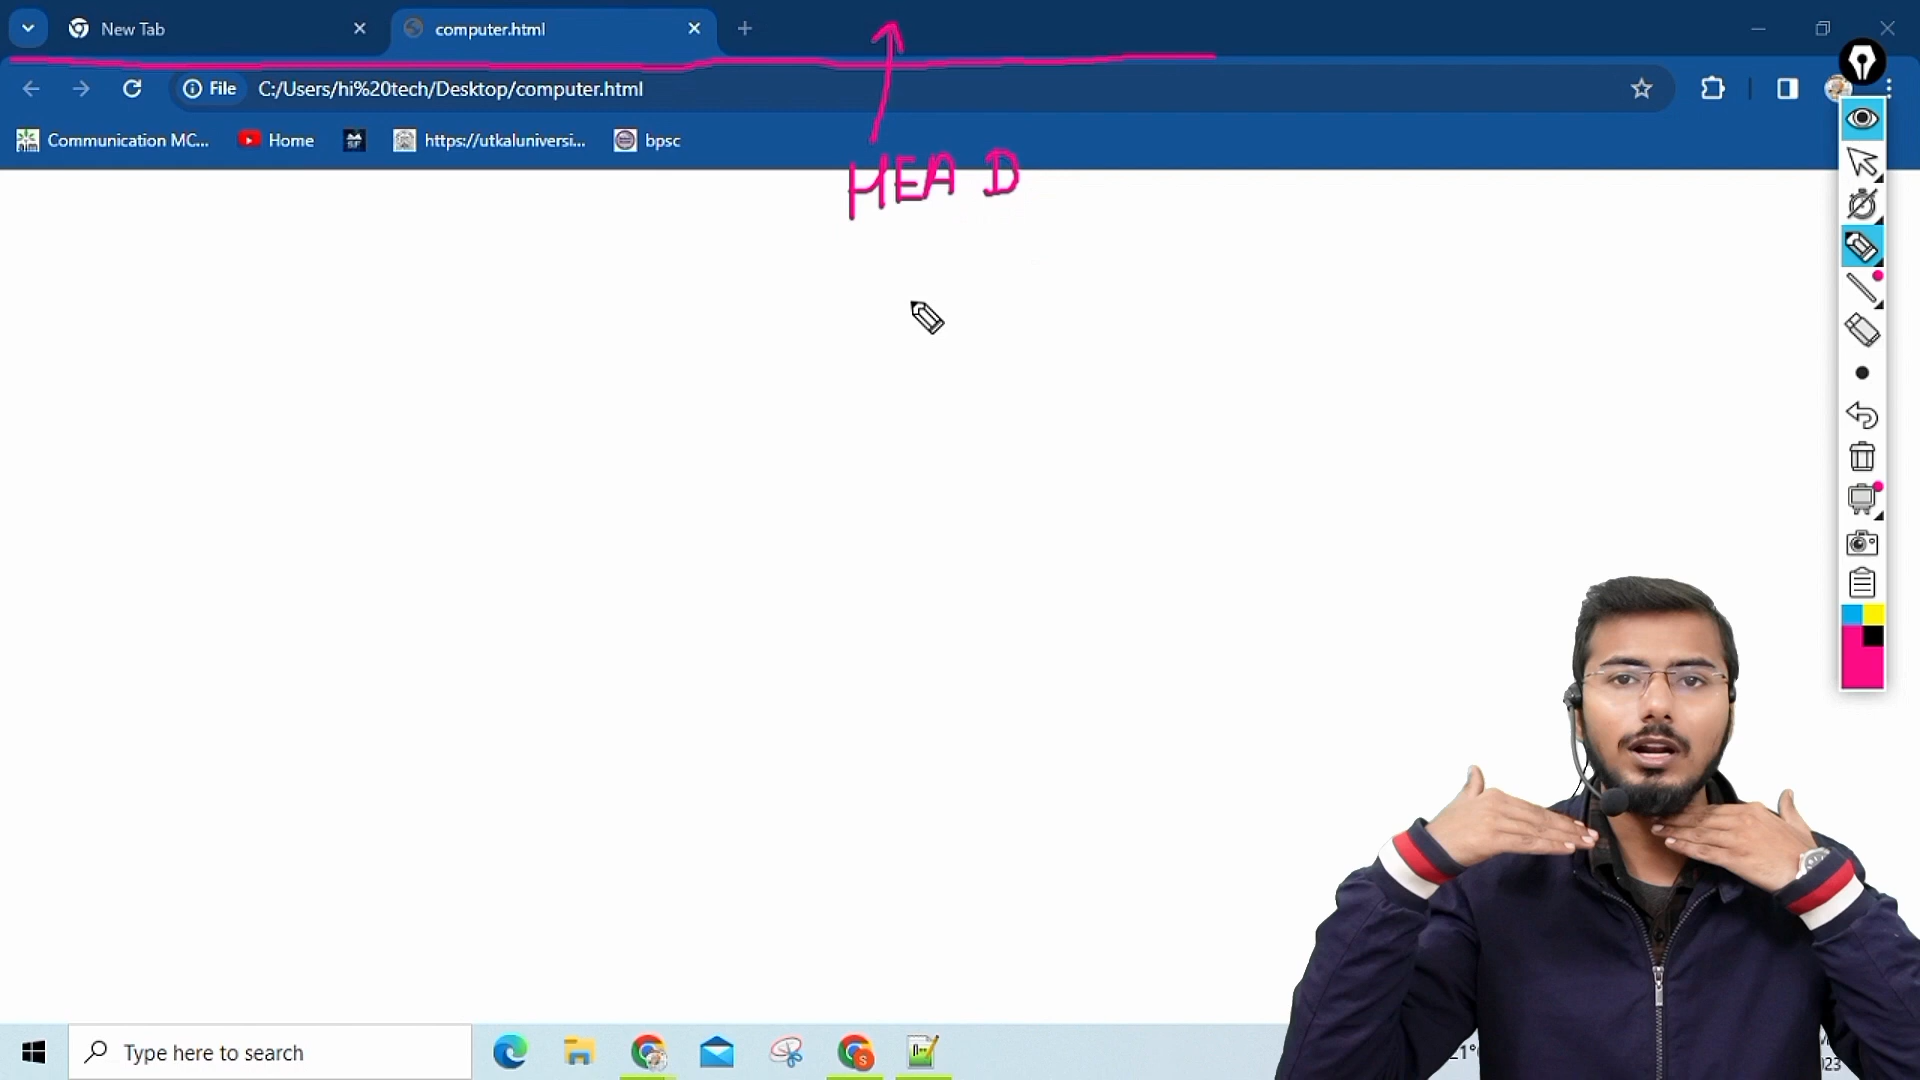 New Tab
computer.html
File
C:/Users/hi%20tech/Desktop/computer.html
Communication MC...
Home
https://utkaluniversi...
bpsc
HEAD
Type here to search